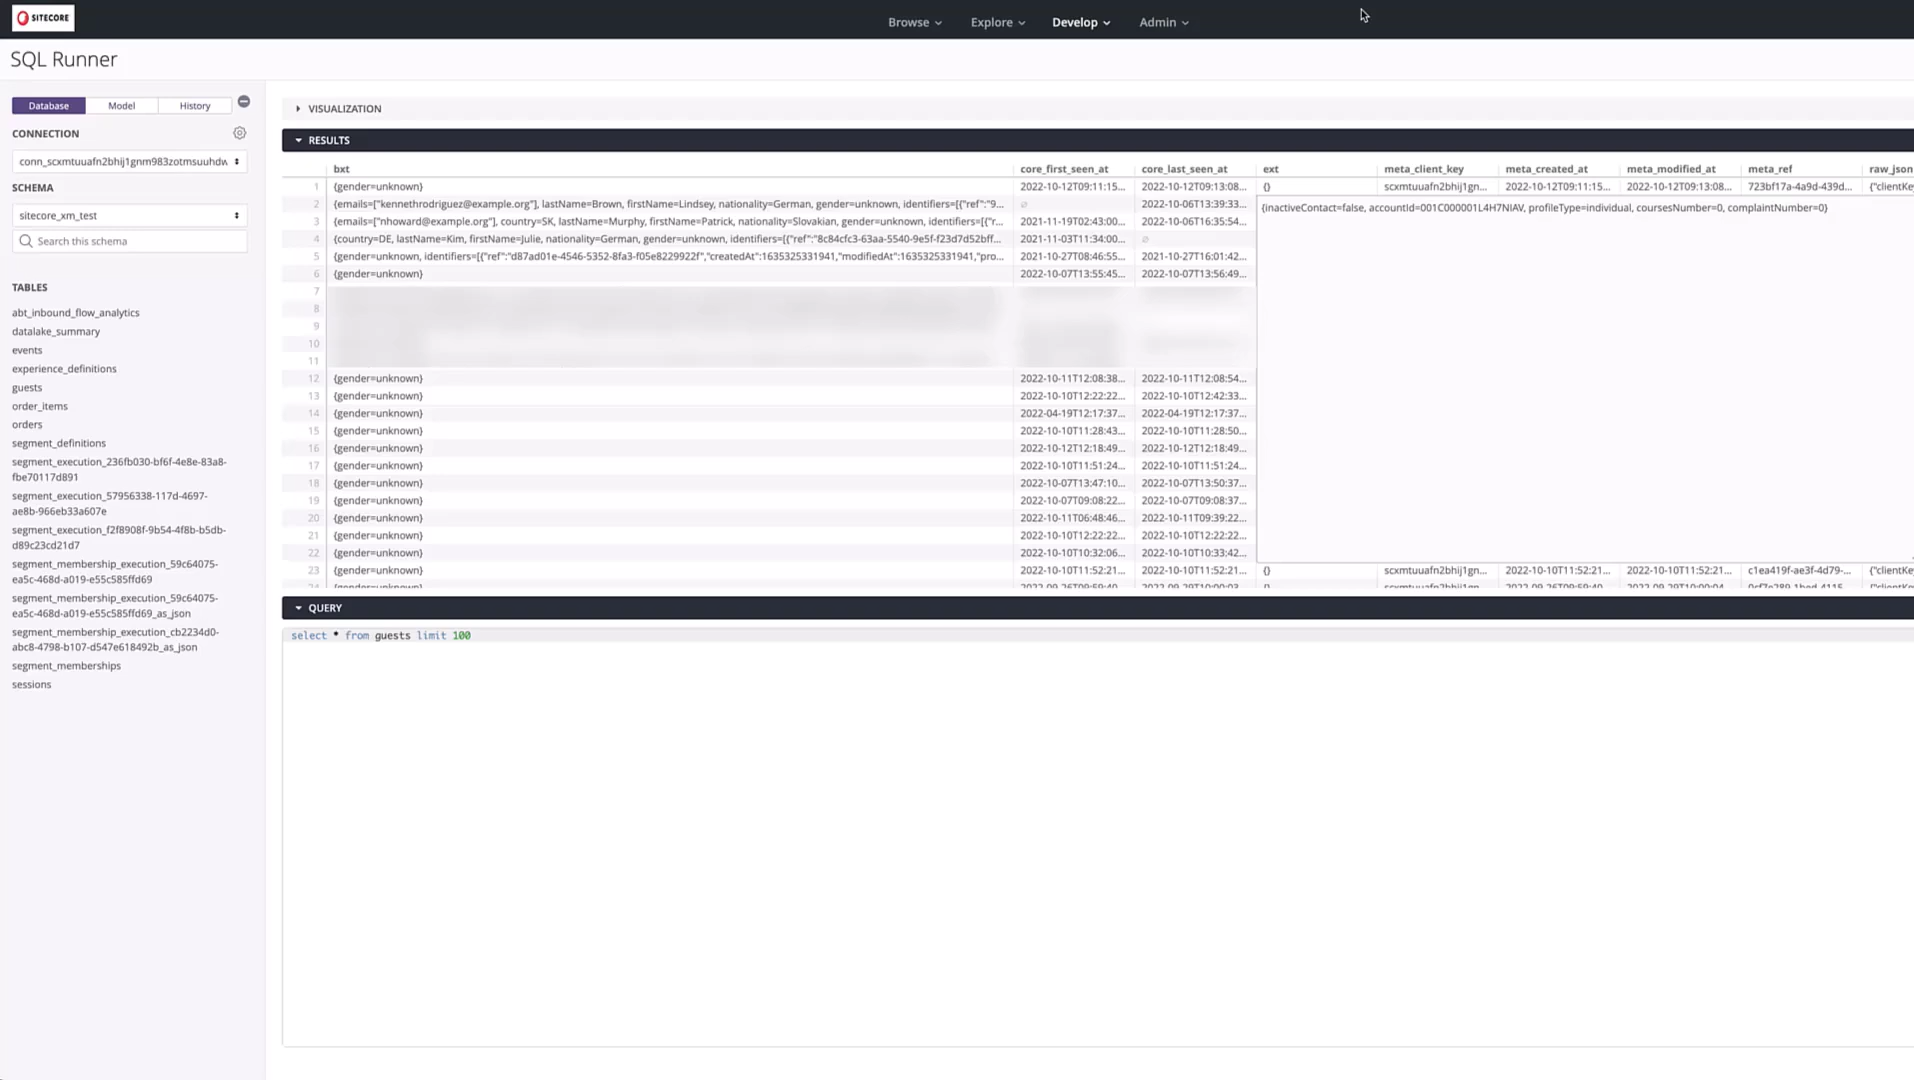 SITECORE
Browse
Explore
Develop
Admin
SQL Runner
Database Model History
CONNECTION
conn_scxmtuuafn2bhij1gnm983zotmsuuhdw
SCHEMA
sitecore_xm_test
Search this schema
TABLES
abt_inbound_flow_analytics
datalake_summary
events
experience_definitions
guests
order_items
orders
segment_definitions
segment_execution_236fb030-bf6f-4e8e-83a8-
fbe70117d891
segment_execution_57956338-117d-4697-
ae8b-966eb33a607e
segment_execution_f2f8908f-9b54-4f8b-b5db-
d89c23cd21d7
segment_membership_execution_59c64075-
ea5c-468d-a019-e55c585ffd69
segment_membership_execution_59c64075-
ea5c-468d-a019-e55c585ffd69_as_json
segment_membership_execution_cb2234d0-
abc8-4798-b107-d547e618492b_as_json
segment_memberships
sessions
VISUALIZATION
RESULTS
bxt core_first_seen_at core_last_seen_at ext meta_client_key meta_created_at meta_modified_at meta_ref raw_json
1 {gender=unknown} 2022-10-12T09:11:15... 2022-10-12T09:13:08... {} scxmtuuafn2bhij1gn... 2022-10-12T09:11:15... 2022-10-12T09:13:08... 723bf17a-4a9d-439d... {"clientKe
2 {emails=["kennethrodriguez@example.org"], lastName=Brown, firstName=Lindsey, nationality=German, gender=unknown, identifiers=[{"ref":"9... ∅ 2022-10-06T13:39:33...
{inactiveContact=false, accountId=001C000001L4H7NIAV, profileType=individual, coursesNumber=0, complaintNumber=0}
3 {emails=["nhoward@example.org"], country=SK, lastName=Murphy, firstName=Patrick, nationality=Slovakian, gender=unknown, identifiers=[{"r... 2021-11-19T02:43:00... 2022-10-06T16:35:54...
4 {country=DE, lastName=Kim, firstName=Julie, nationality=German, gender=unknown, identifiers=[{"ref":"8c84cfc3-63aa-5540-9e5f-f23d7d52bff... 2021-11-03T11:34:00... ∅
5 {gender=unknown, identifiers=[{"ref":"d87ad01e-4546-5352-8fa3-f05e8229922f","createdAt":1635325331941,"modifiedAt":1635325331941,"pro... 2021-10-27T08:46:55... 2021-10-27T16:01:42...
6 {gender=unknown} 2022-10-07T13:55:45... 2022-10-07T13:56:49...
7
8
9
10
11
12 {gender=unknown} 2022-10-11T12:08:38... 2022-10-11T12:08:54...
13 {gender=unknown} 2022-10-10T12:22:22... 2022-10-10T12:42:33...
14 {gender=unknown} 2022-04-19T12:17:37... 2022-04-19T12:17:37...
15 {gender=unknown} 2022-10-10T11:28:43... 2022-10-10T11:28:50...
16 {gender=unknown} 2022-10-12T12:18:49... 2022-10-12T12:18:49...
17 {gender=unknown} 2022-10-10T11:51:24... 2022-10-10T11:51:24...
18 {gender=unknown} 2022-10-07T13:47:10... 2022-10-07T13:50:37...
19 {gender=unknown} 2022-10-07T09:08:22... 2022-10-07T09:08:37...
20 {gender=unknown} 2022-10-11T06:48:46... 2022-10-11T09:39:22...
21 {gender=unknown} 2022-10-10T12:22:22... 2022-10-10T12:22:22...
22 {gender=unknown} 2022-10-10T10:32:06... 2022-10-10T10:33:42...
23 {gender=unknown} 2022-10-10T11:52:21... 2022-10-10T11:52:21... {} scxmtuuafn2bhij1gn... 2022-10-10T11:52:21... 2022-10-10T11:52:21... c1ea419f-ae3f-4d79-... {"clientKe
QUERY
select * from guests limit 100